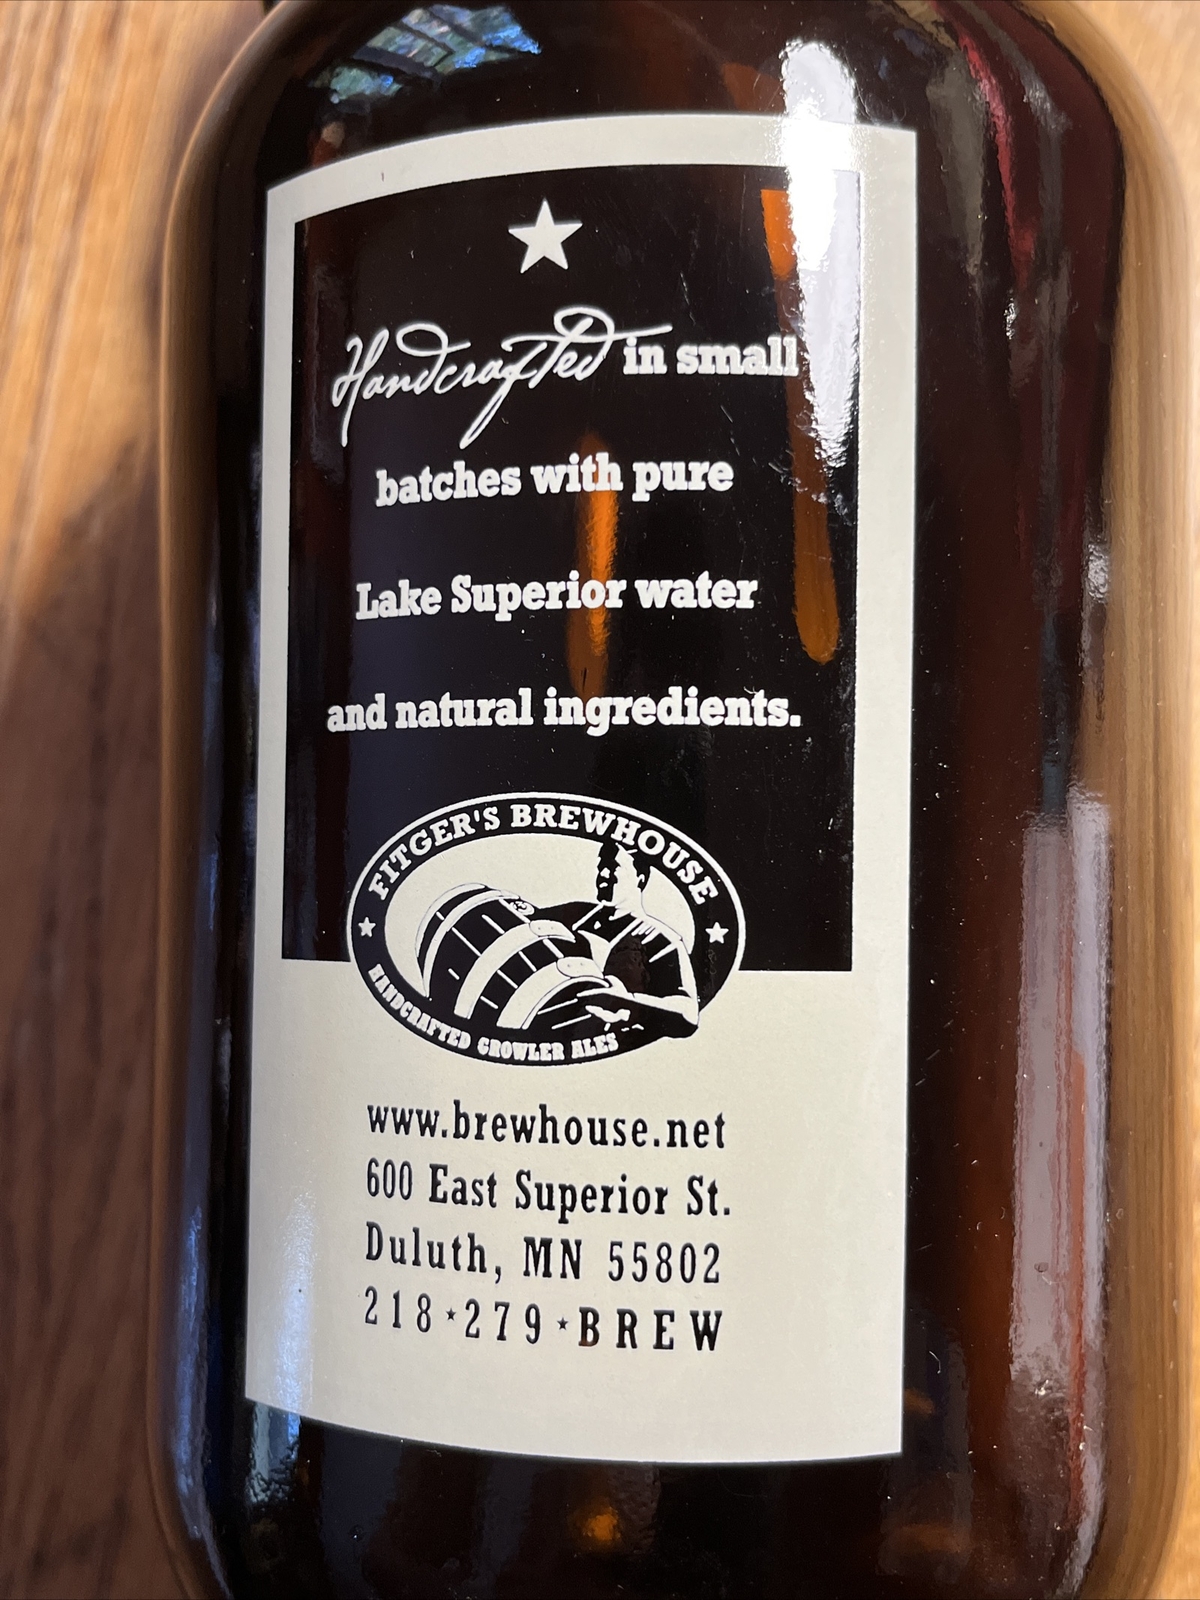 Handcrafted in small
batches with pure
Lake Superior water
and natural ingredients.
FITGER'S BREWHOUSE
HANDCRAFTED GROWLER ALES
www.brewhouse.net
600 East Superior St.
Duluth, MN 55802
218★279★BREW